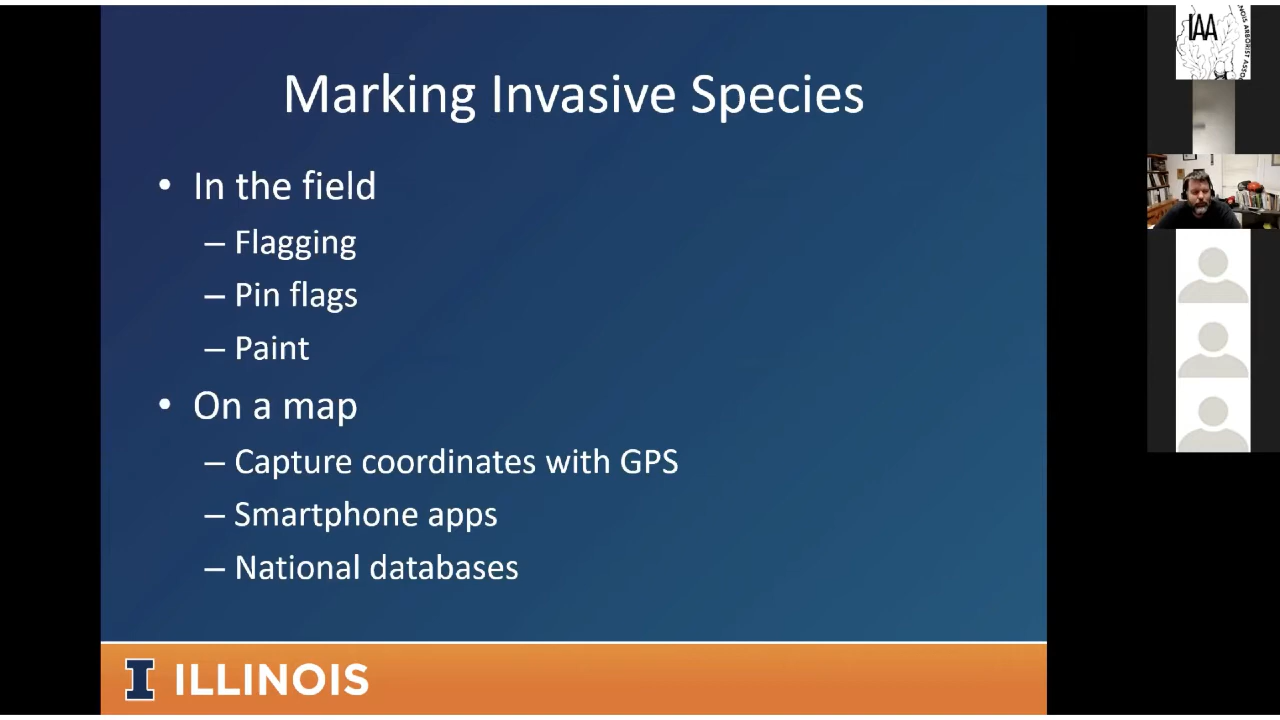 Marking Invasive Species
• In the field
– Flagging
– Pin flags
– Paint
• On a map
– Capture coordinates with GPS
– Smartphone apps
– National databases
I ILLINOIS
IAA